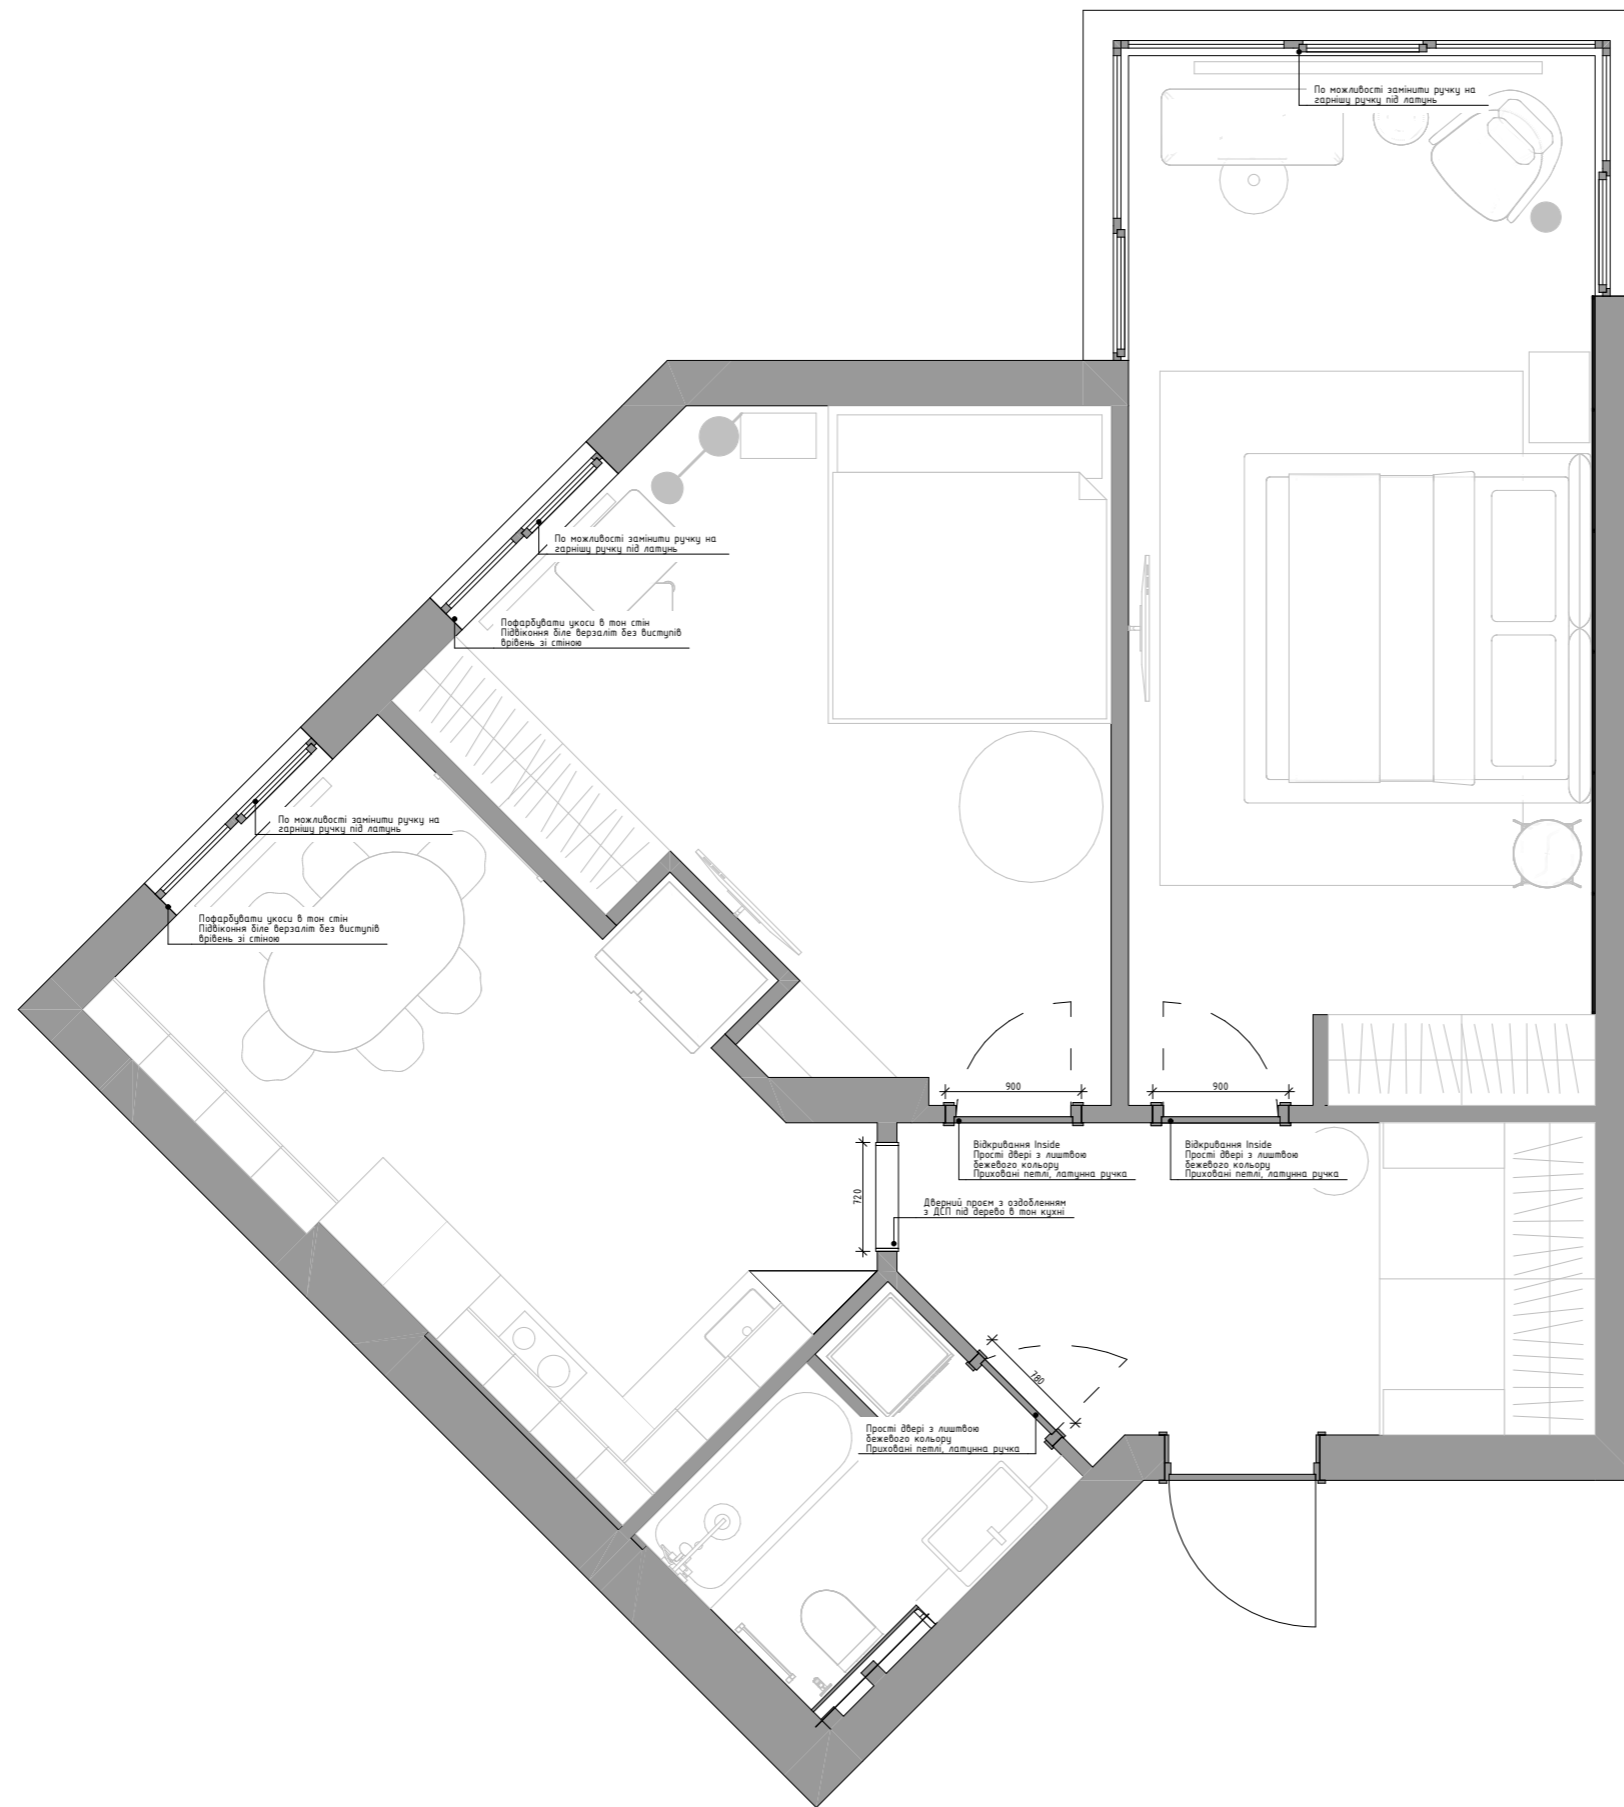 По можливості замінити ручку на
гарнішу ручку під латунь
По можливості замінити ручку на
гарнішу ручку під латунь
Пофарбувати укоси в тон стін
Підвіконня біле верзаліт без виступів
врівень зі стіною
По можливості замінити ручку на
гарнішу ручку під латунь
Пофарбувати укоси в тон стін
Підвіконня біле верзаліт без виступів
врівень зі стіною
900
900
Відкривання Inside
Прості двері з лиштвою
бежевого кольору
Приховані петлі, латунна ручка
Відкривання Inside
Прості двері з лиштвою
бежевого кольору
Приховані петлі, латунна ручка
720
Дверний проєм з оздобленням
з ДСП під дерево в тон кухні
780
Прості двері з лиштвою
бежевого кольору
Приховані петлі, латунна ручка